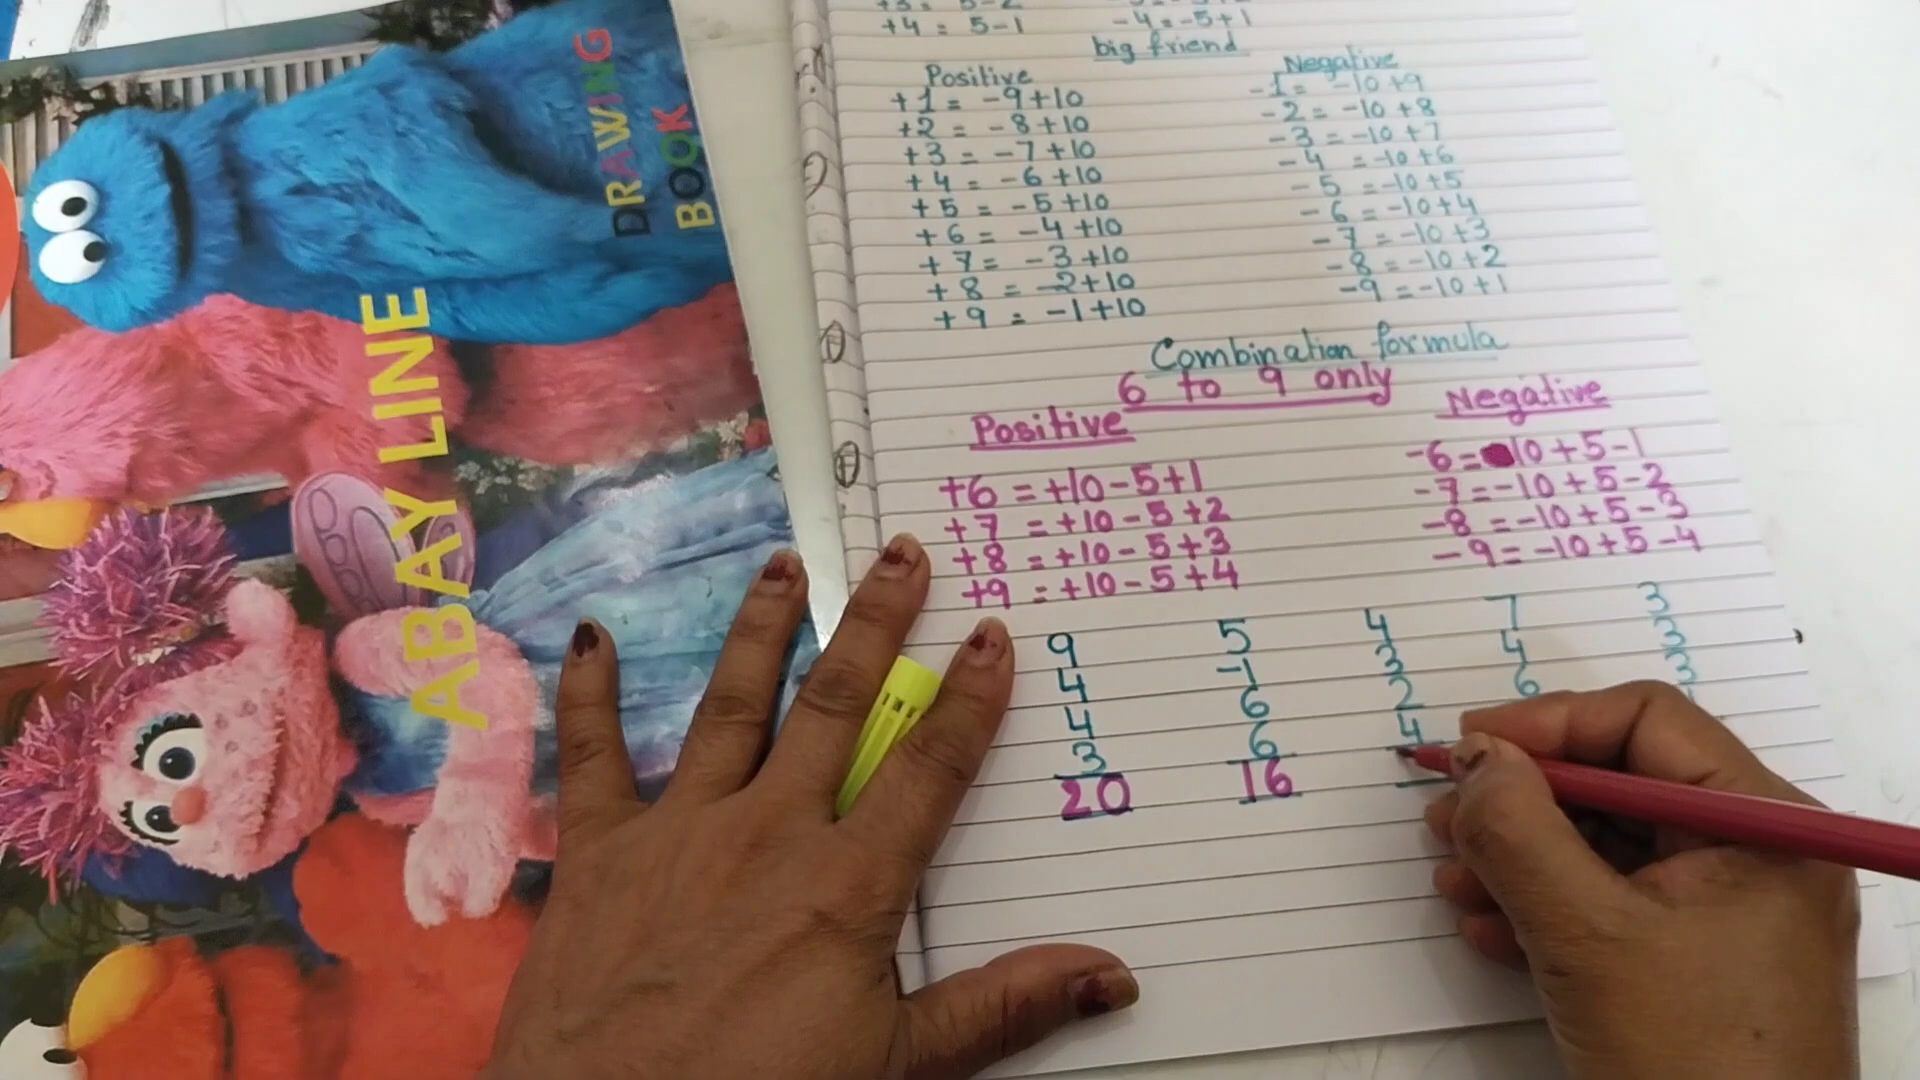 DRAWING
BOOK
ABAY LINE
+4 = 5-1
-4=-5+1
big friend
Positive
Negative
+1= -9+10
-1= -10+9
+2 = -8+10
-2 = -10+8
+3 = -7+10
-3 =-10+7
+4 = -6+10
-4 =-10+6
+5 = -5+10
-5 =-10+5
+6 = -4+10
-6 =-10+4
+7= -3+10
-7 =-10+3
+8 = -2+10
-8 =-10+2
+9 = -1+10
-9 =-10+1
Combination formula
6 to 9 only
Positive
Negative
+6 = +10-5+1
-6= 10+5-1
+7 = +10-5+2
-7=-10+5-2
+8 = +10-5+3
-8 =-10+5-3
+9 = +10-5+4
-9= -10+5-4
9 5 4 7 3
4 -1 3 4 3
4 6 2 6 3
3 6 4
20 16